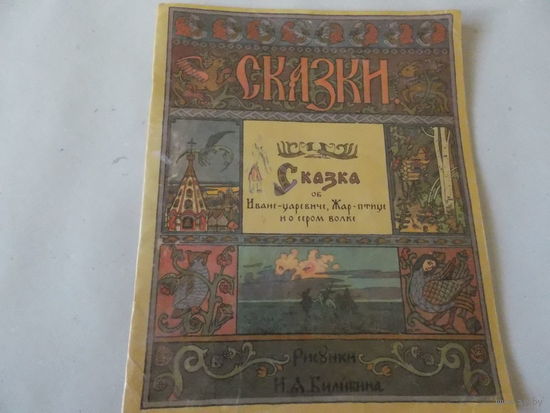 СКАЗКИ.
Сказка
об
Иване-царевиче, Жар-птице
и о сером волке
Рисунки
И. Я. Билибина